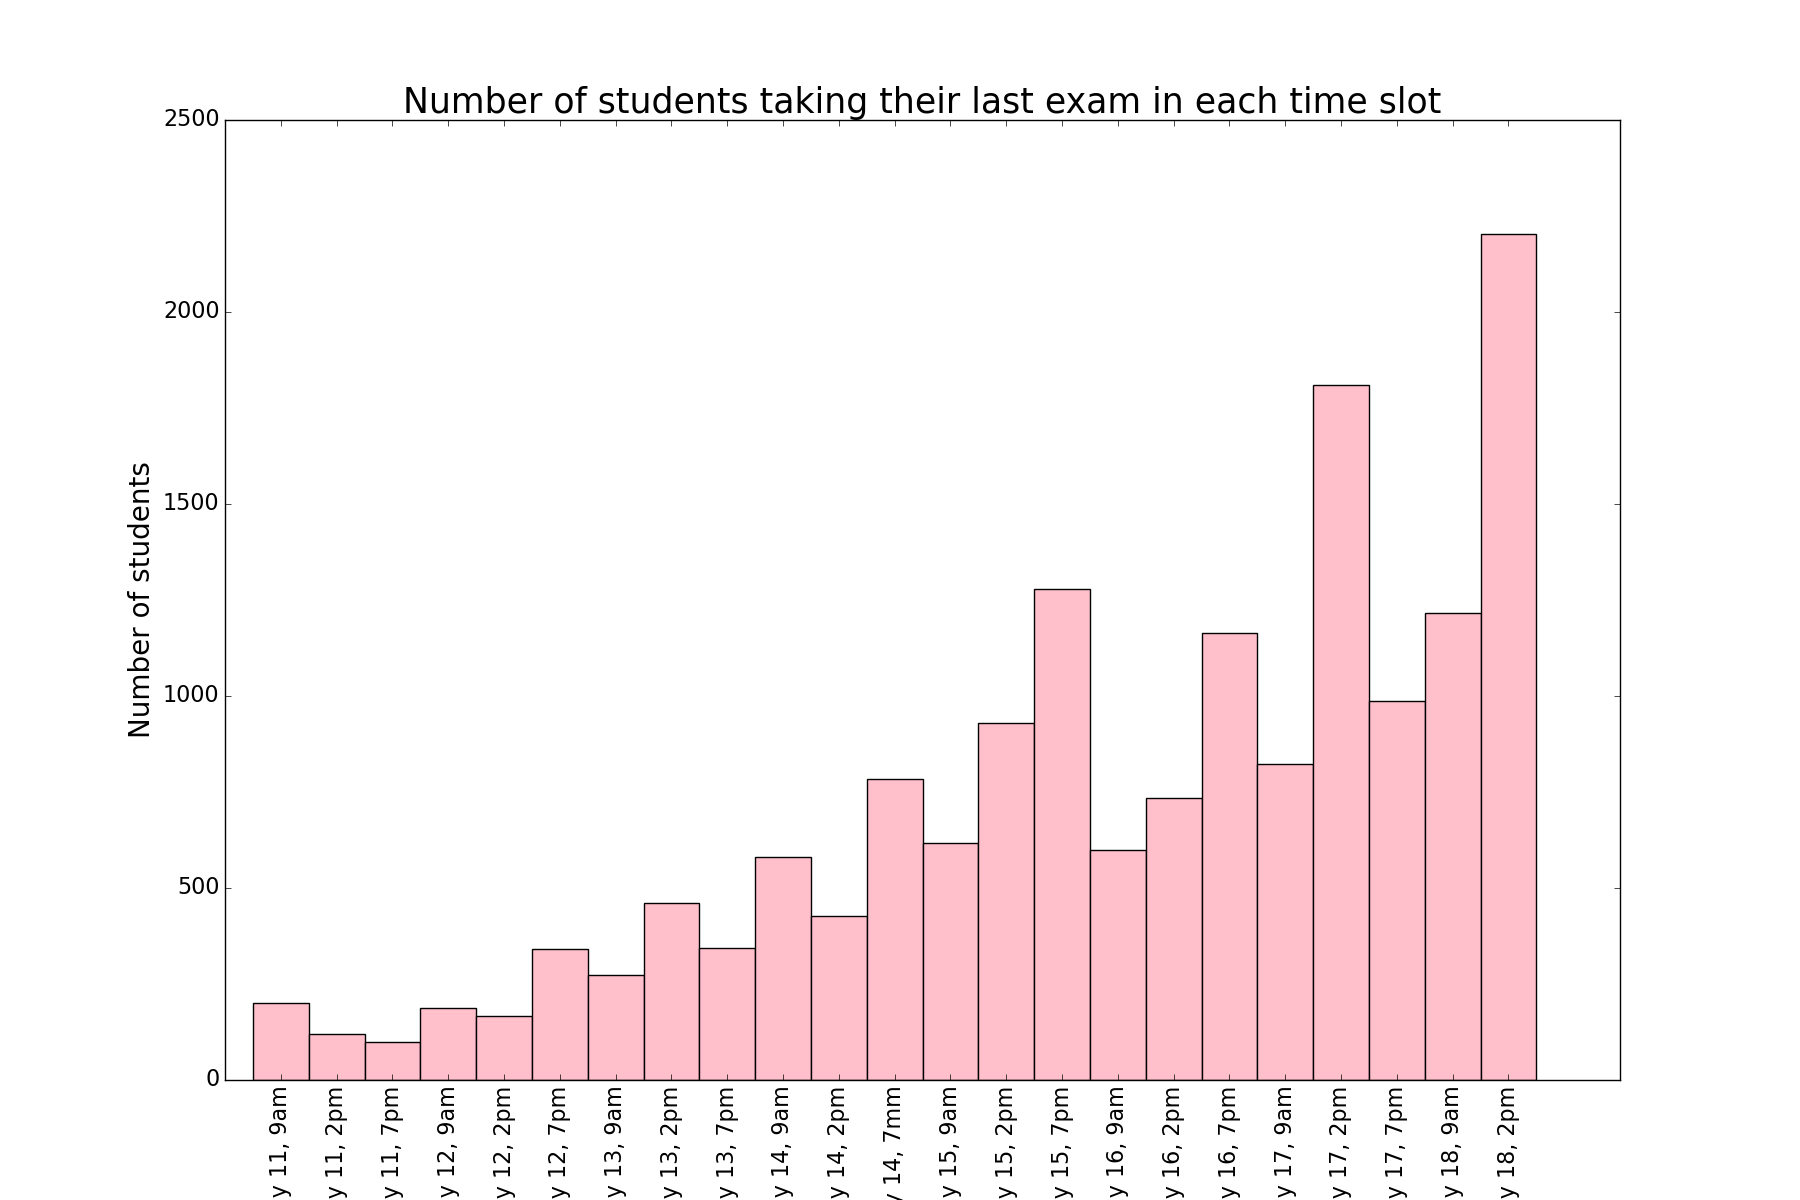 Number of students taking their last exam in each time slot
Number of students
2500
2000
1500
1000
500
0
y 11, 9am
y 11, 2pm
y 11, 7pm
y 12, 9am
y 12, 2pm
y 12, 7pm
y 13, 9am
y 13, 2pm
y 13, 7pm
y 14, 9am
y 14, 2pm
y 14, 7mm
y 15, 9am
y 15, 2pm
y 15, 7pm
y 16, 9am
y 16, 2pm
y 16, 7pm
y 17, 9am
y 17, 2pm
y 17, 7pm
y 18, 9am
y 18, 2pm